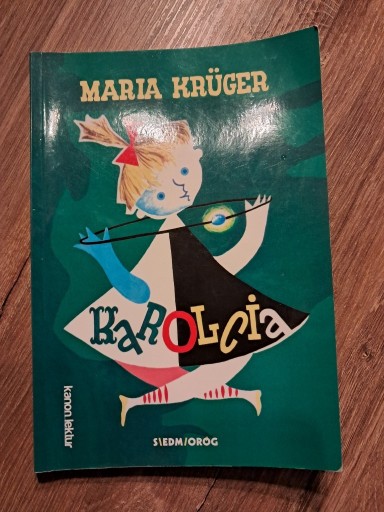 MARIA KRÜGER
KAROLCIA
kanon lektur
SIEDMIORÓG